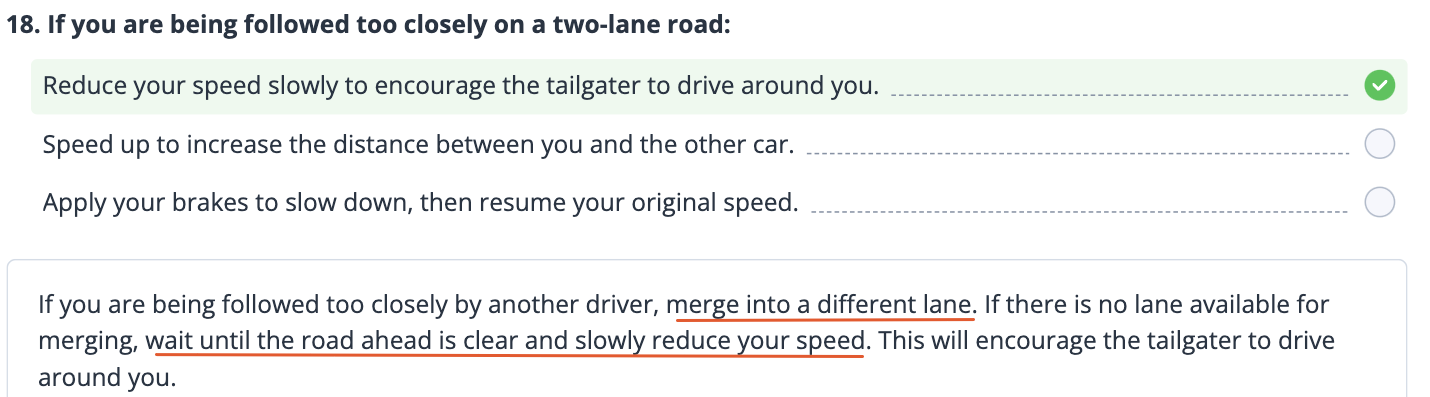 18. If you are being followed too closely on a two-lane road:
Reduce your speed slowly to encourage the tailgater to drive around you.
Speed up to increase the distance between you and the other car.
Apply your brakes to slow down, then resume your original speed.
If you are being followed too closely by another driver, merge into a different lane. If there is no lane available for
merging, wait until the road ahead is clear and slowly reduce your speed. This will encourage the tailgater to drive
around you.